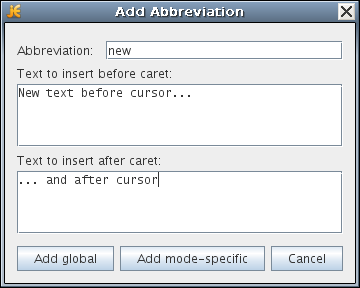 Add Abbreviation
Abbreviation: new
Text to insert before caret:
New text before cursor...
Text to insert after caret:
... and after cursor
Add global Add mode-specific Cancel